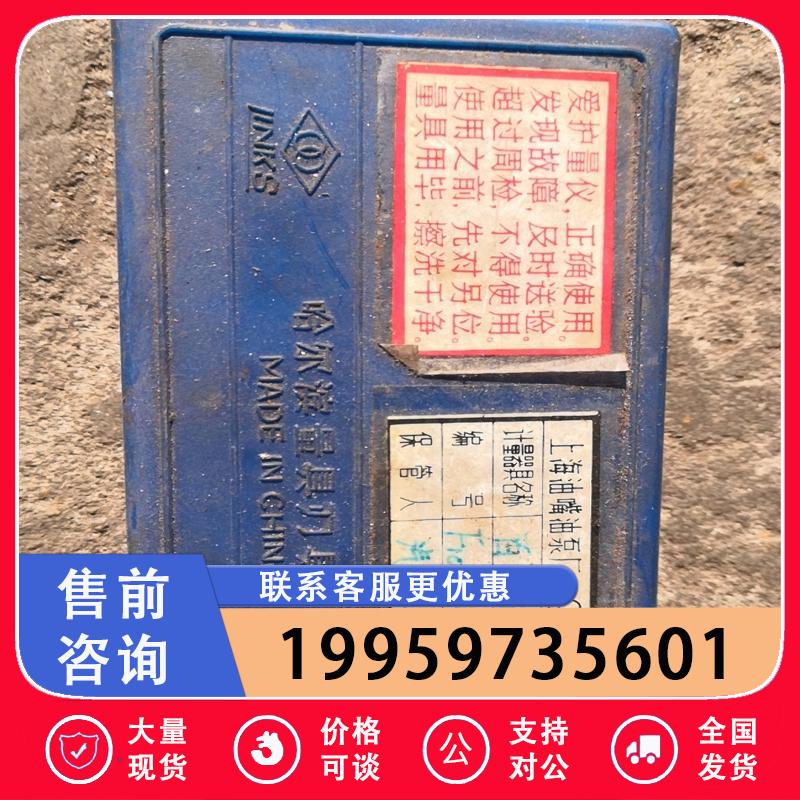 爱护量仪，正确使用。
发现故障，及时送验。
超过周检，不得使用。
使用之前，先对另位。
量具用毕，擦洗干净。
LINKS
哈尔滨量具刃具
MADE IN CHIN
上海油嘴油泵厂
计量器具名称
编号
保管人
售前
咨询
联系客服更优惠
19959735601
大量
现货
价格
可谈
公
支持
对公
全国
发货